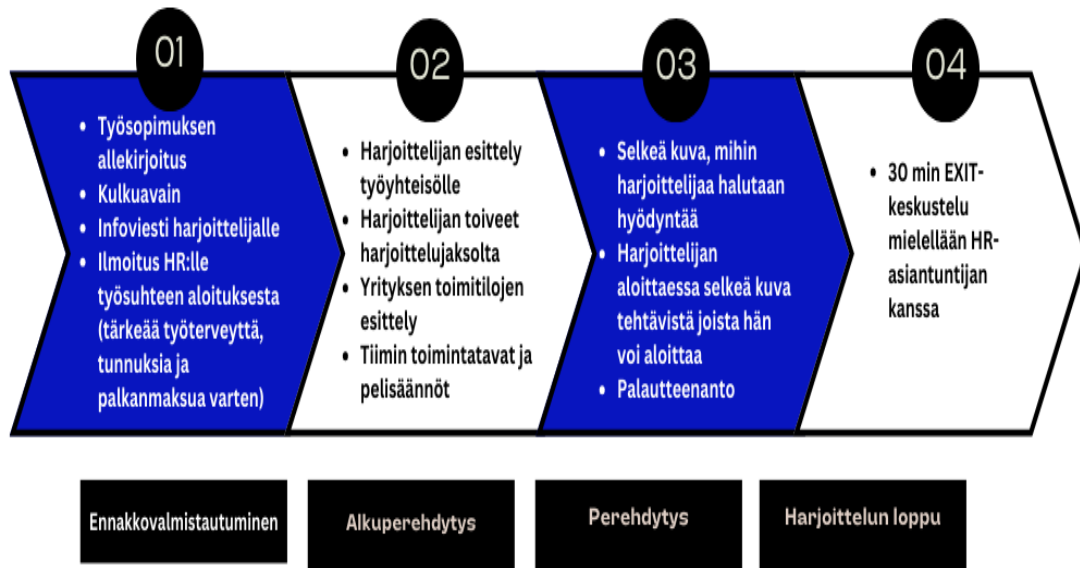 01
• Työsopimuksen
allekirjoitus
• Kulkuavain
• Infoviesti harjoittelijalle
• Ilmoitus HR:lle
työsuhteen aloituksesta
(tärkeää työterveyttä,
tunnuksia ja
palkanmaksua varten)
02
• Harjoittelijan esittely
työyhteisölle
• Harjoittelijan toiveet
harjoittelujaksolta
• Yrityksen toimitilojen
esittely
• Tiimin toimintatavat ja
pelisäännöt
03
• Selkeä kuva, mihin
harjoittelijaa halutaan
hyödyntää
• Harjoittelijan
aloittaessa selkeä kuva
tehtävistä joista hän
voi aloittaa
• Palautteenanto
04
• 30 min EXIT-
keskustelu
mielellään HR-
asiantuntijan
kanssa
Ennakkovalmistautuminen
Alkuperehdytys
Perehdytys
Harjoittelun loppu